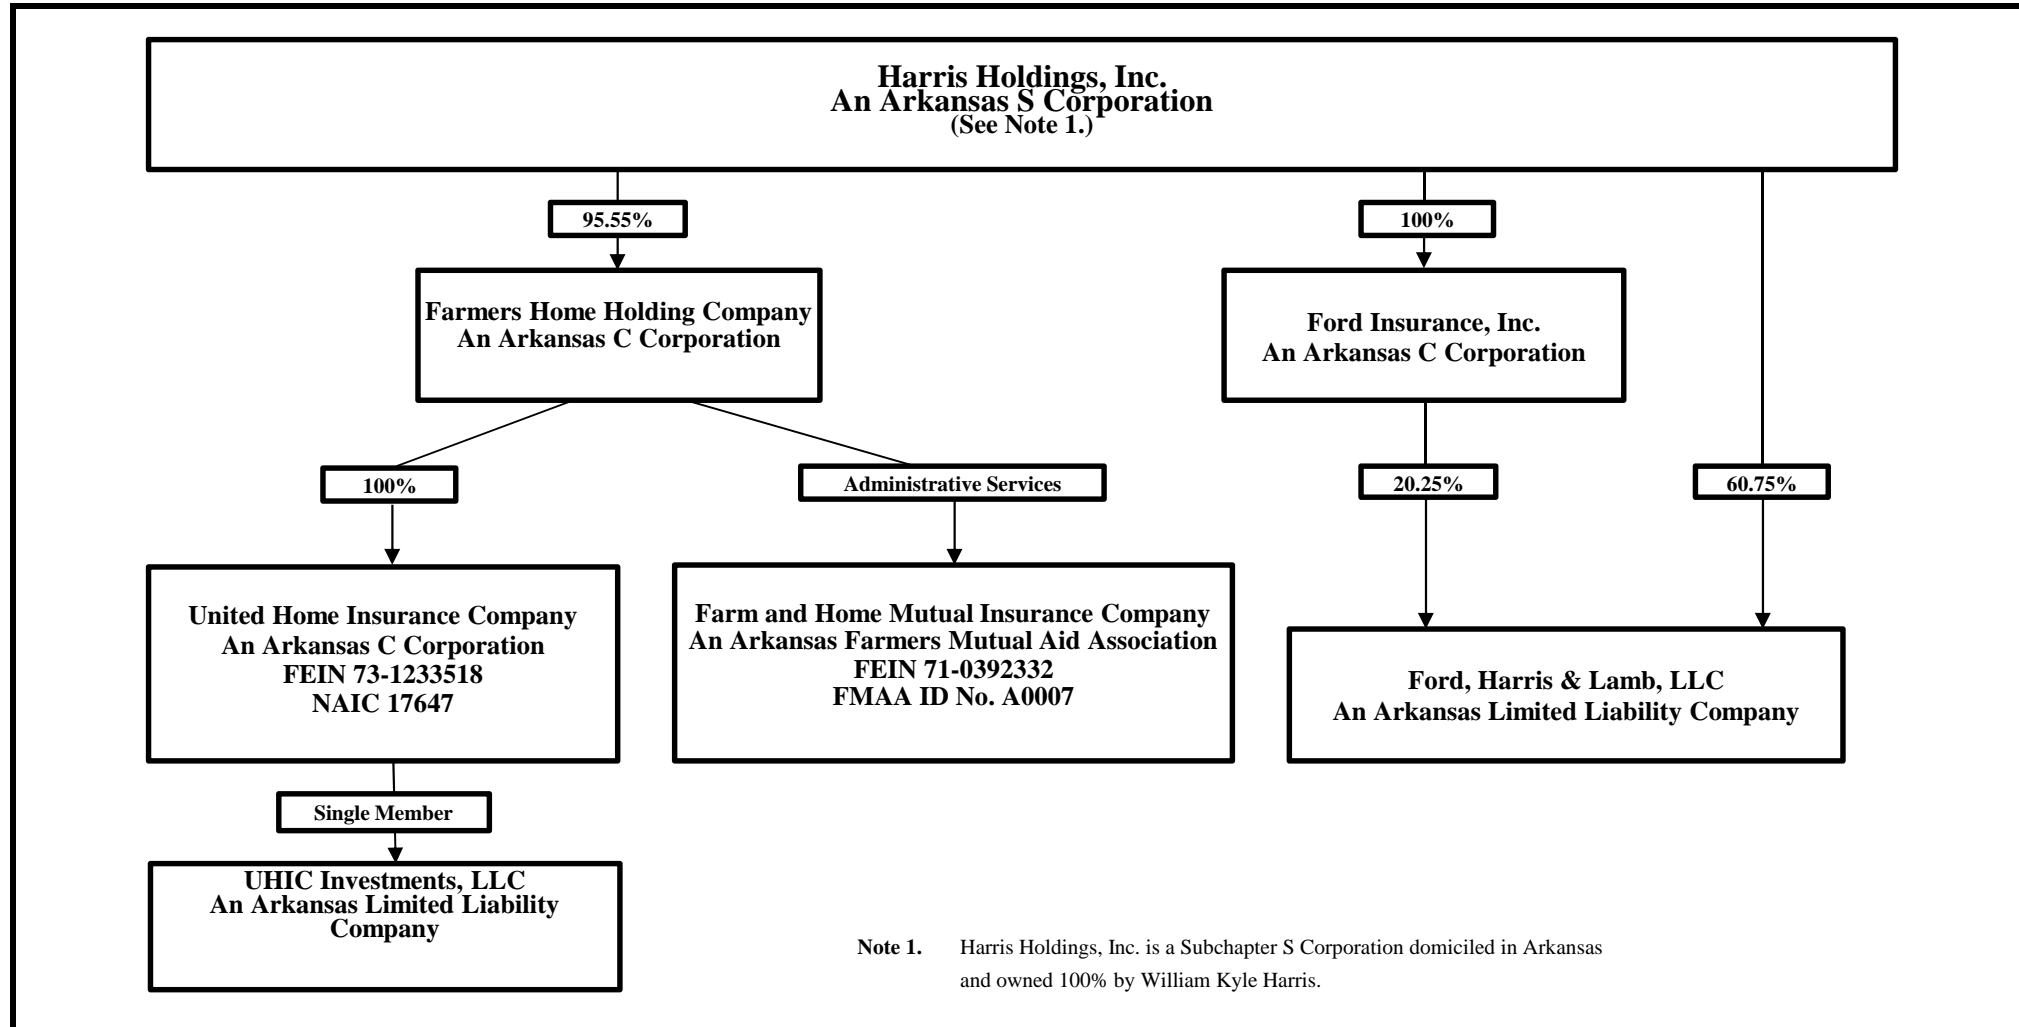 Harris Holdings, Inc.
An Arkansas S Corporation
(See Note 1.)
95.55%
100%
Farmers Home Holding Company
An Arkansas C Corporation
Ford Insurance, Inc.
An Arkansas C Corporation
100%
Administrative Services
20.25%
60.75%
United Home Insurance Company
An Arkansas C Corporation
FEIN 73-1233518
NAIC 17647
Farm and Home Mutual Insurance Company
An Arkansas Farmers Mutual Aid Association
FEIN 71-0392332
FMAA ID No. A0007
Ford, Harris & Lamb, LLC
An Arkansas Limited Liability Company
Single Member
UHIC Investments, LLC
An Arkansas Limited Liability
Company
Note 1. Harris Holdings, Inc. is a Subchapter S Corporation domiciled in Arkansas
and owned 100% by William Kyle Harris.